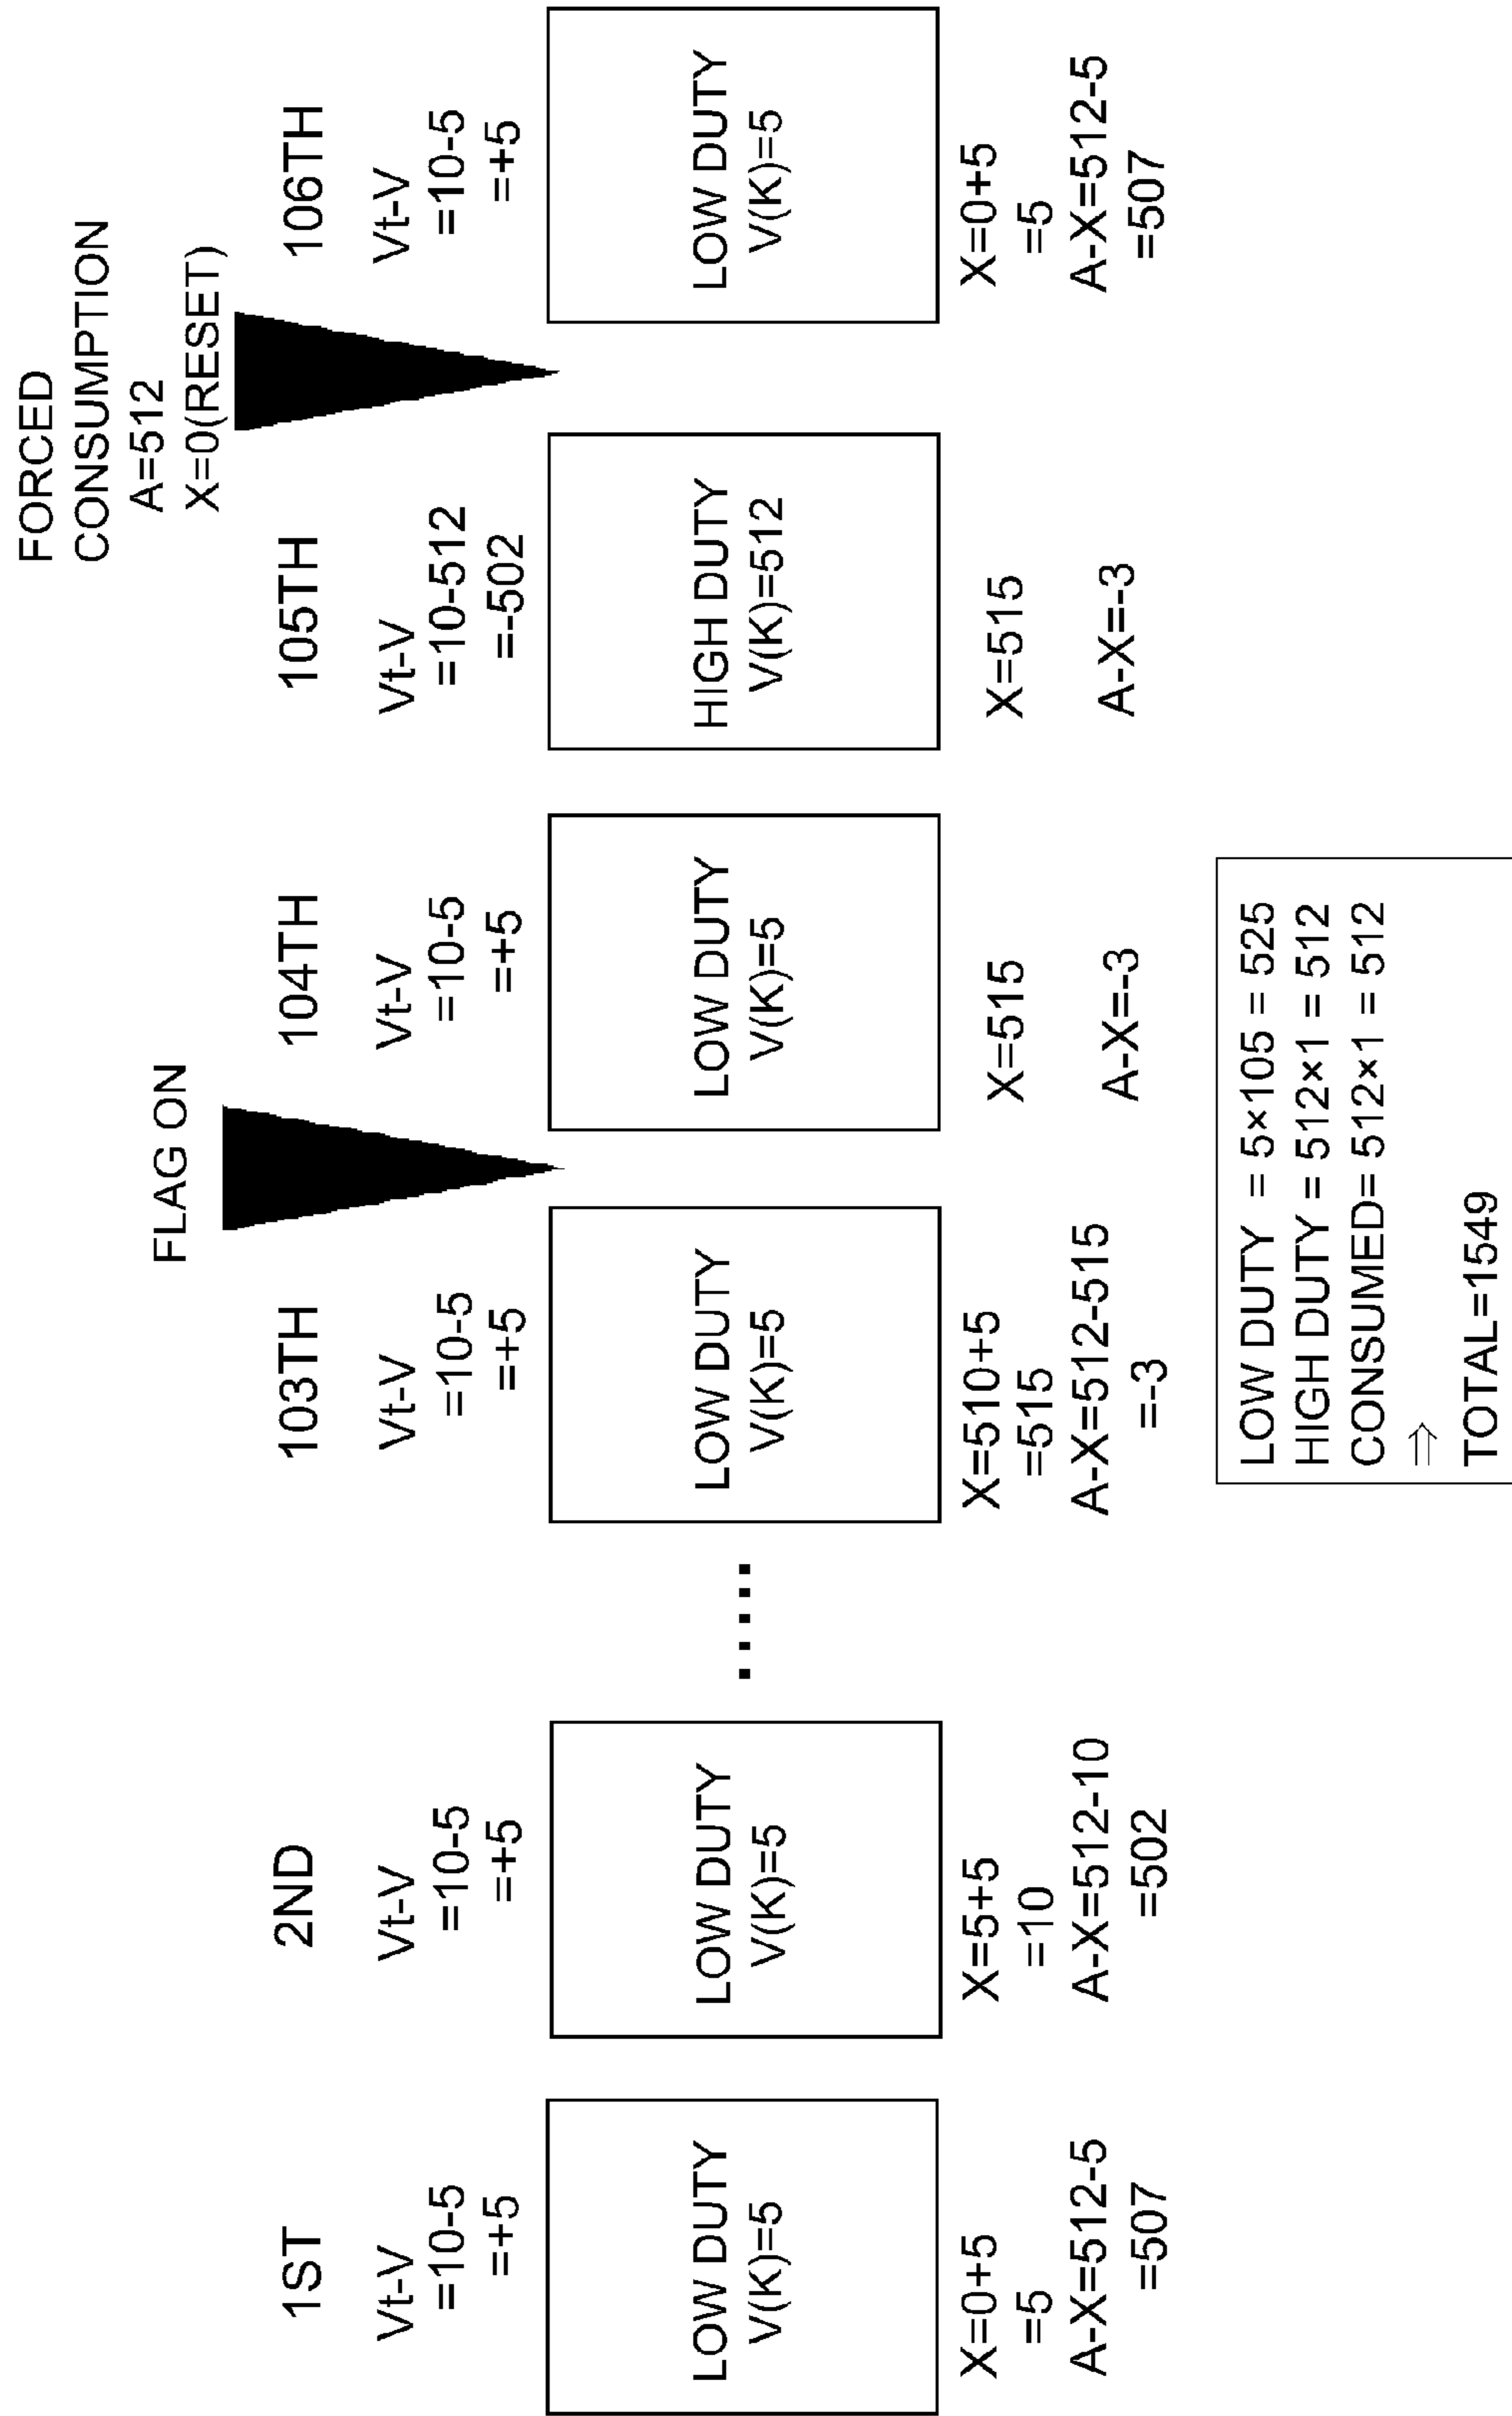 FORCED
CONSUMPTION
A=512
X=0(RESET)
FLAG ON
1ST
Vt-V
=10-5
=+5
LOW DUTY
V(K)=5
X=0+5
=5
A-X=512-5
=507
2ND
Vt-V
=10-5
=+5
LOW DUTY
V(K)=5
X=5+5
=10
A-X=512-10
=502
.....
103TH
Vt-V
=10-5
=+5
LOW DUTY
V(K)=5
X=510+5
=515
A-X=512-515
=-3
104TH
Vt-V
=10-5
=+5
LOW DUTY
V(K)=5
X=515
A-X=-3
105TH
Vt-V
=10-512
=-502
HIGH DUTY
V(K)=512
X=515
A-X=-3
106TH
Vt-V
=10-5
=+5
LOW DUTY
V(K)=5
X=0+5
=5
A-X=512-5
=507
LOW DUTY = 5×105 = 525
HIGH DUTY = 512×1 = 512
CONSUMED= 512×1 = 512
⇒
TOTAL=1549